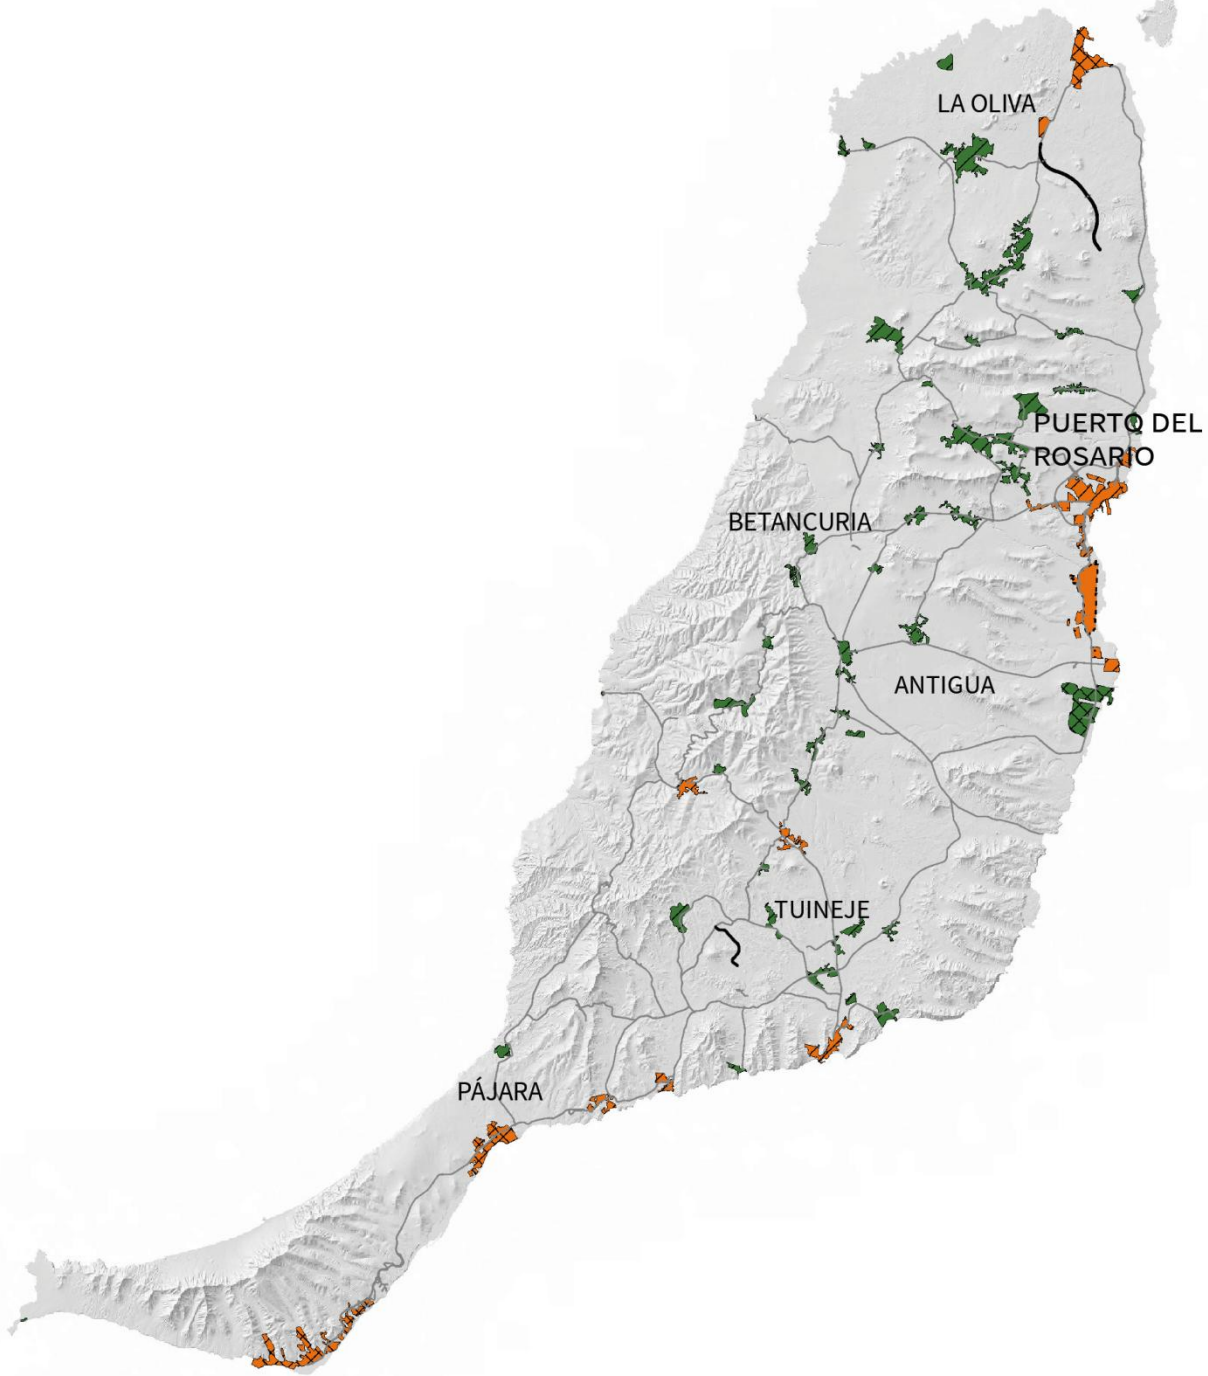 LA OLIVA
PUERTO DEL
ROSARIO
BETANCURIA
ANTIGUA
TUINEJE
PÁJARA